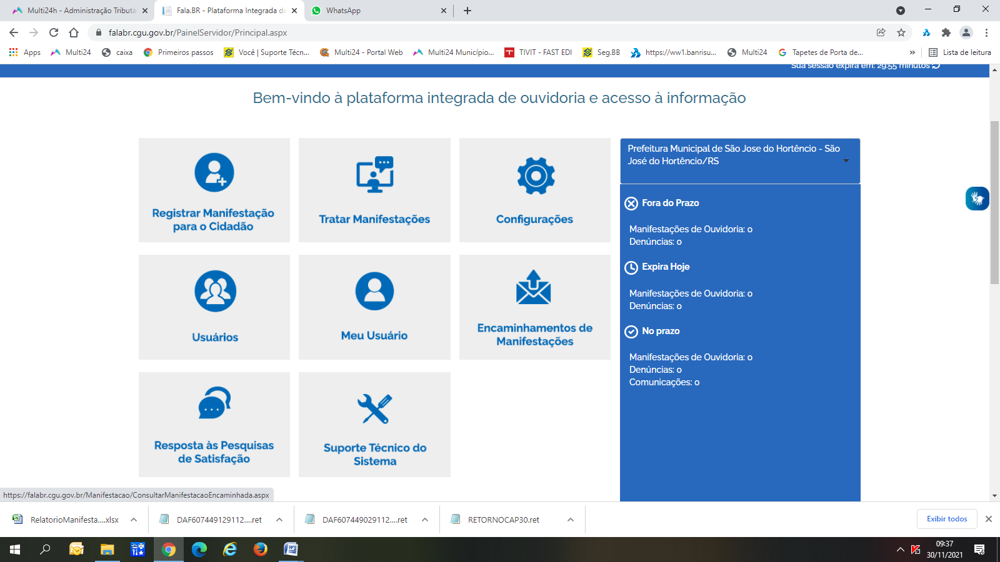 Multi24h - Administração Tribut
Fala.BR - Plataforma Integrada de
WhatsApp
falabr.cgu.gov.br/PainelServidor/Principal.aspx
Apps
Multi24
caixa
Primeiros passos
Você | Suporte Técn...
Multi24 - Portal Web
Multi24 Município...
TIVIT - FAST EDI
Seg.BB
https://ww1.banrisu...
Multi24
Tapetes de Porta de...
»
Lista de leitura
Sua sessão expira em: 29:55 minutos
Bem-vindo à plataforma integrada de ouvidoria e acesso à informação
Registrar Manifestação
para o Cidadão
Tratar Manifestações
Configurações
Usuários
Meu Usuário
Encaminhamentos de
Manifestações
Resposta às Pesquisas
de Satisfação
Suporte Técnico do
Sistema
Prefeitura Municipal de São Jose do Hortêncio - São
José do Hortêncio/RS
Fora do Prazo
Manifestações de Ouvidoria: 0
Denúncias: 0
Expira Hoje
Manifestações de Ouvidoria: 0
Denúncias: 0
No prazo
Manifestações de Ouvidoria: 0
Denúncias: 0
Comunicações: 0
https://falabr.cgu.gov.br/Manifestacao/ConsultarManifestacaoEncaminhada.aspx
RelatorioManifesta....xlsx
DAF607449129112....ret
DAF607449029112....ret
RETORNOCAP30.ret
Exibir todos
09:37
30/11/2021